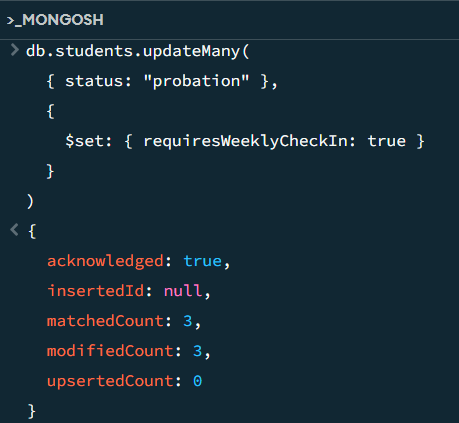 >_MONGOSH
> db.students.updateMany(
    { status: "probation" },
    {
      $set: { requiresWeeklyCheckIn: true }
    }
  )
< {
    acknowledged: true,
    insertedId: null,
    matchedCount: 3,
    modifiedCount: 3,
    upsertedCount: 0
  }